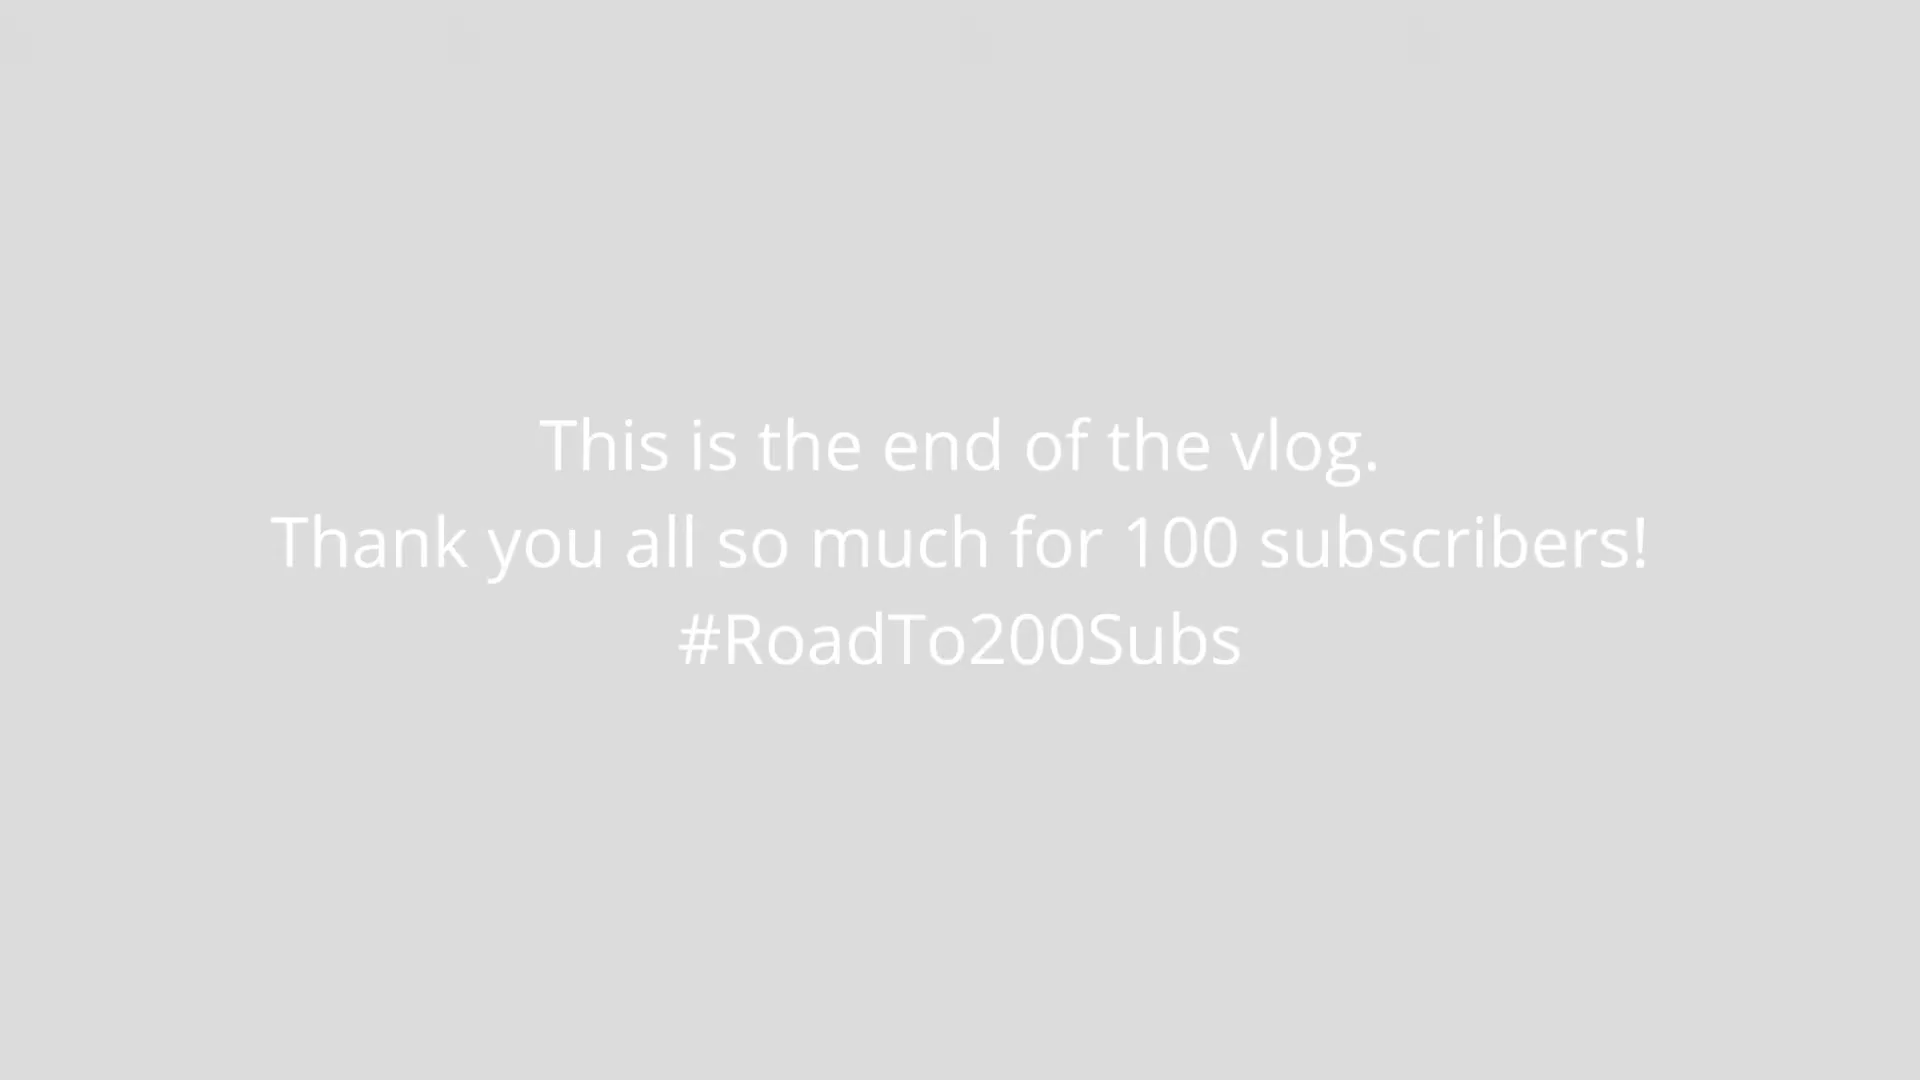 This is the end of the vlog.
Thank you all so much for 100 subscribers!
#RoadTo200Subs